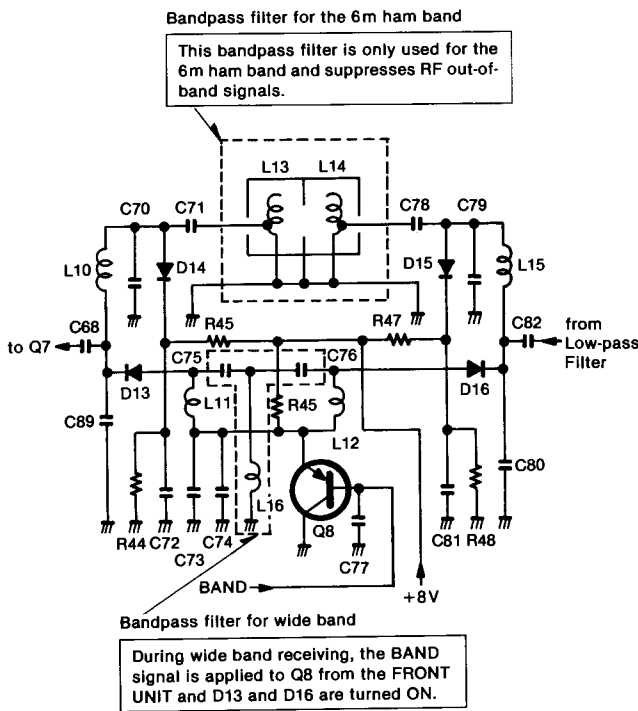 Bandpass filter for the 6m ham band
This bandpass filter is only used for the
6m ham band and suppresses RF out-of-
band signals.
L13 L14
C70 C71 C78 C79
L10 D14 D15 L15
C68 R45 R47 C82 from
to Q7 Low-pass
Filter
C75 C76
D13 L11 R45 D16
C89 L12
L16 C80
R44 C72 C74 Q8 C81 R48
C73 C77
BAND +8V
Bandpass filter for wide band
During wide band receiving, the BAND
signal is applied to Q8 from the FRONT
UNIT and D13 and D16 are turned ON.